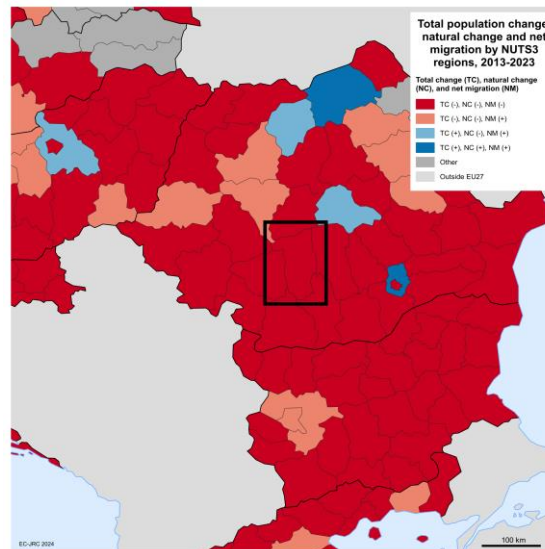 Total population change,
natural change and net
migration by NUTS3
regions, 2013-2023
Total change (TC), natural change
(NC), and net migration (NM)
TC (-), NC (-), NM (-)
TC (-), NC (-), NM (+)
TC (+), NC (-), NM (+)
TC (+), NC (+), NM (+)
Other
Outside EU27
EC-JRC 2024
100 km